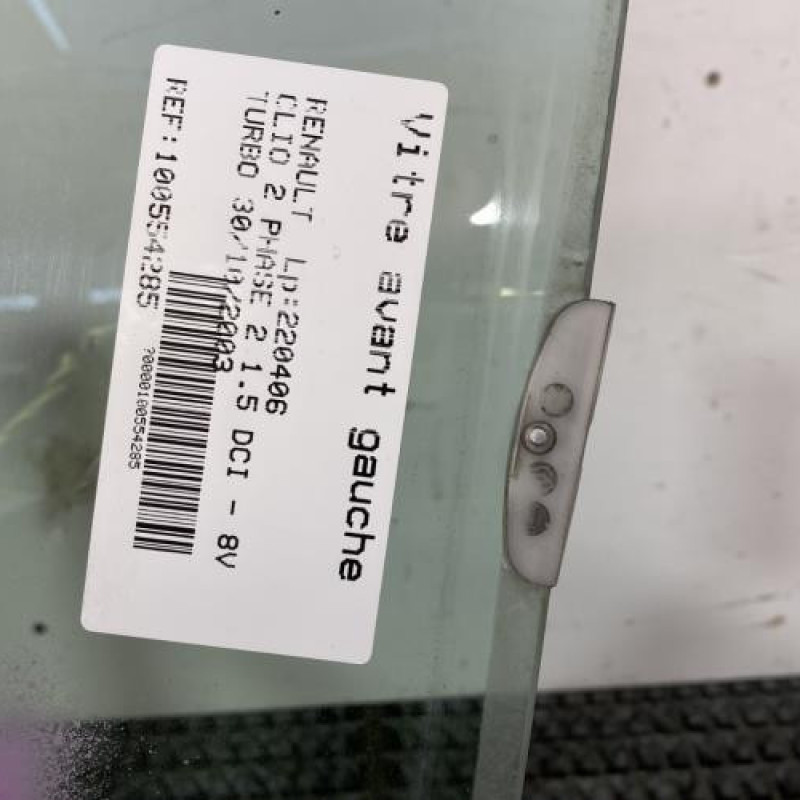 Vitre avant gauche
RENAULT Lp:220406
CLIO 2 PHASE 2 1.5 DCI - 8V
TURBO 30/10/2003
REF:100554285
?0000100554285